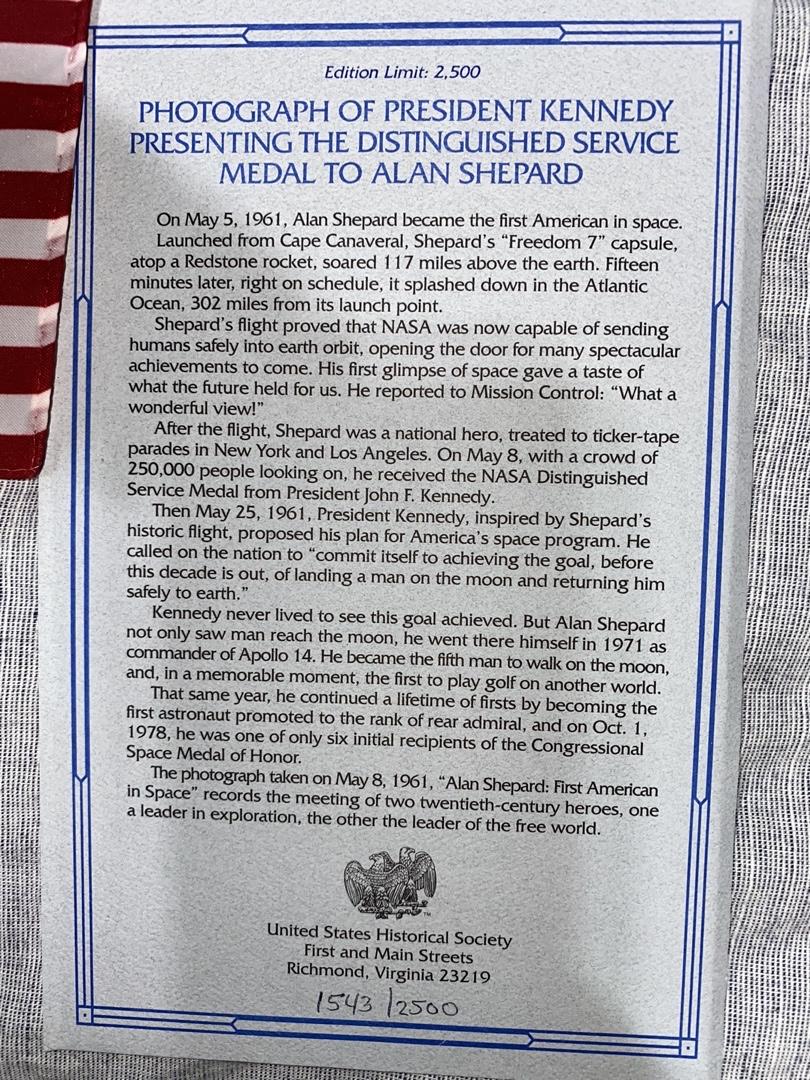 Edition Limit: 2,500
PHOTOGRAPH OF PRESIDENT KENNEDY
PRESENTING THE DISTINGUISHED SERVICE
MEDAL TO ALAN SHEPARD
On May 5, 1961, Alan Shepard became the first American in space.
Launched from Cape Canaveral, Shepard's “Freedom 7” capsule,
atop a Redstone rocket, soared 117 miles above the earth. Fifteen
minutes later, right on schedule, it splashed down in the Atlantic
Ocean, 302 miles from its launch point.
Shepard's flight proved that NASA was now capable of sending
humans safely into earth orbit, opening the door for many spectacular
achievements to come. His first glimpse of space gave a taste of
what the future held for us. He reported to Mission Control: “What a
wonderful view!”
After the flight, Shepard was a national hero, treated to ticker-tape
parades in New York and Los Angeles. On May 8, with a crowd of
250,000 people looking on, he received the NASA Distinguished
Service Medal from President John F. Kennedy.
Then May 25, 1961, President Kennedy, inspired by Shepard's
historic flight, proposed his plan for America's space program. He
called on the nation to “commit itself to achieving the goal, before
this decade is out, of landing a man on the moon and returning him
safely to earth.”
Kennedy never lived to see this goal achieved. But Alan Shepard
not only saw man reach the moon, he went there himself in 1971 as
commander of Apollo 14. He became the fifth man to walk on the moon,
and, in a memorable moment, the first to play golf on another world.
That same year, he continued a lifetime of firsts by becoming the
first astronaut promoted to the rank of rear admiral, and on Oct. 1,
1978, he was one of only six initial recipients of the Congressional
Space Medal of Honor.
The photograph taken on May 8, 1961, “Alan Shepard: First American
in Space” records the meeting of two twentieth-century heroes, one
a leader in exploration, the other the leader of the free world.
TM
United States Historical Society
First and Main Streets
Richmond, Virginia 23219
1543/2500